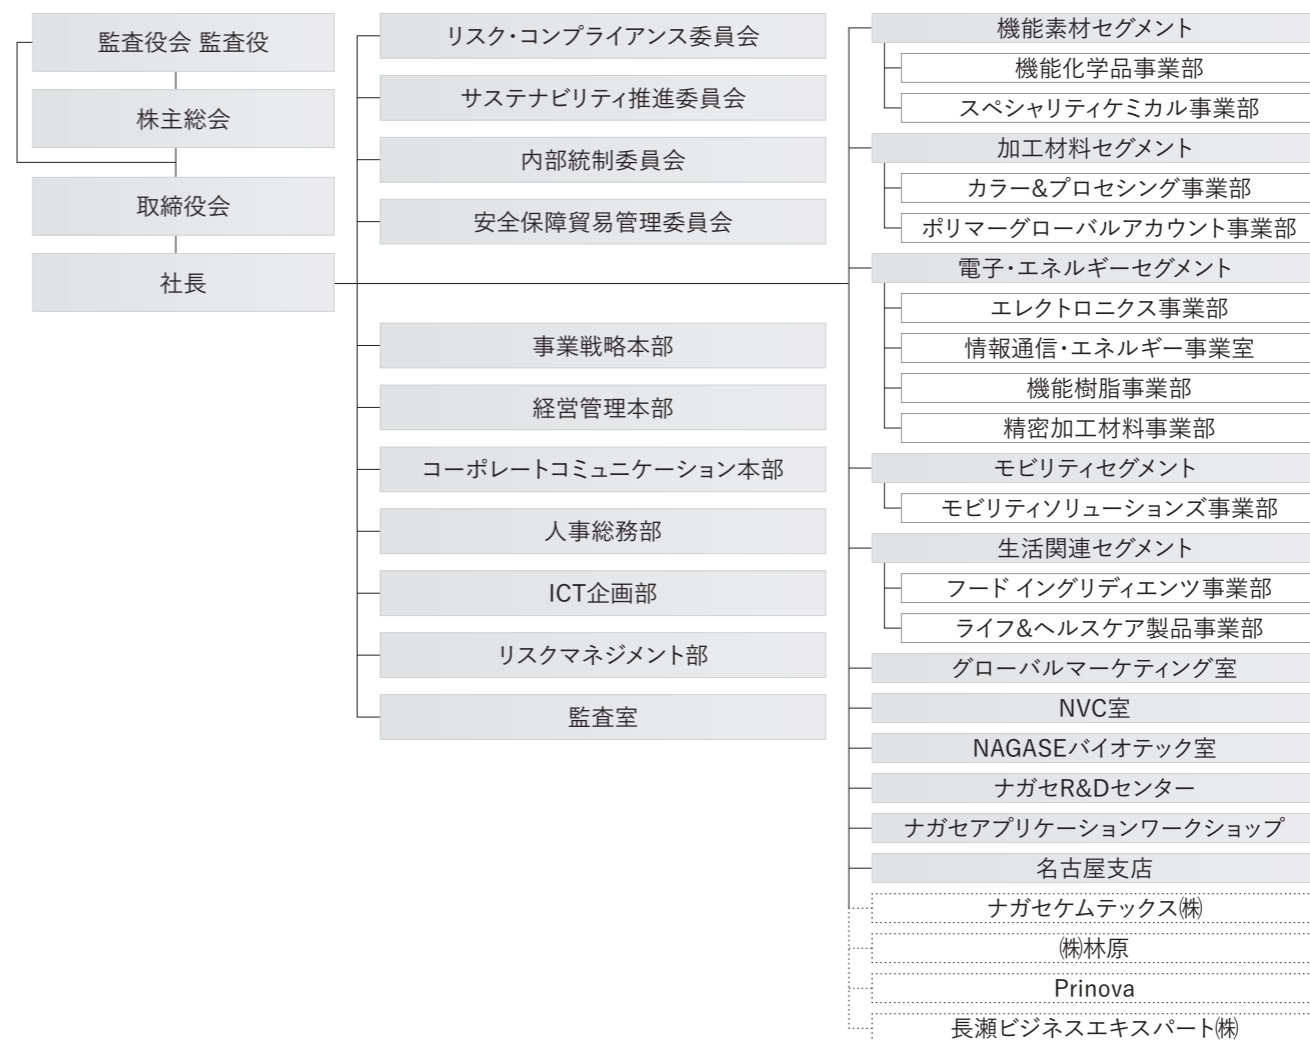 監査役会 監査役
株主総会
取締役会
社長
リスク・コンプライアンス委員会
サステナビリティ推進委員会
内部統制委員会
安全保障貿易管理委員会
事業戦略本部
経営管理本部
コーポレートコミュニケーション本部
人事総務部
ICT企画部
リスクマネジメント部
監査室
機能素材セグメント
機能化学品事業部
スペシャリティケミカル事業部
加工材料セグメント
カラー&プロセシング事業部
ポリマーグローバルアカウント事業部
電子・エネルギーセグメント
エレクトロニクス事業部
情報通信・エネルギー事業室
機能樹脂事業部
精密加工材料事業部
モビリティセグメント
モビリティソリューションズ事業部
生活関連セグメント
フード イングリディエンツ事業部
ライフ&ヘルスケア製品事業部
グローバルマーケティング室
NVC室
NAGASEバイオテック室
ナガセR&Dセンター
ナガセアプリケーションワークショップ
名古屋支店
ナガセケムテックス㈱
㈱林原
Prinova
長瀬ビジネスエキスパート㈱